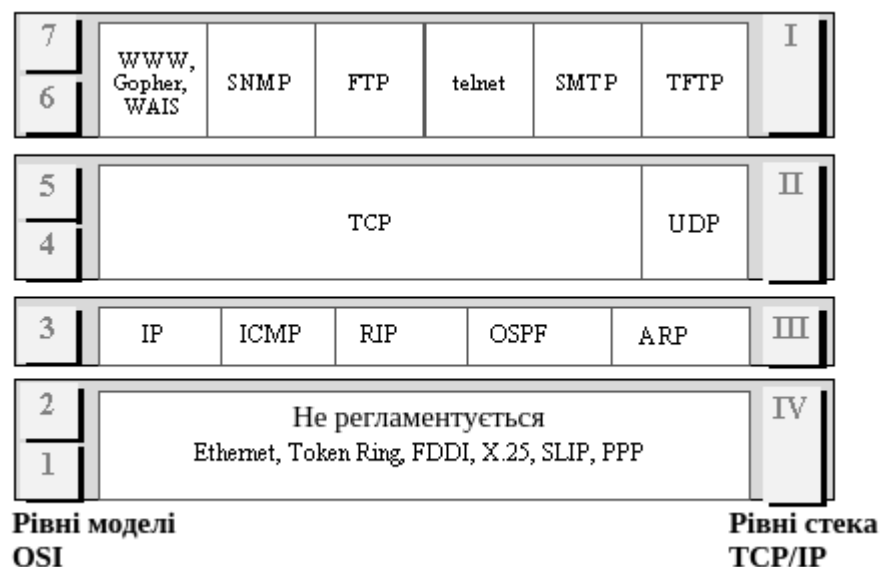 7
6
WWW,
Gopher,
WAIS
SNMP
FTP
telnet
SMTP
TFTP
I
5
4
TCP
UDP
II
3
IP
ICMP
RIP
OSPF
ARP
III
2
1
Не регламентується
Ethernet, Token Ring, FDDI, X.25, SLIP, PPP
IV
Рівні моделі
OSI
Рівні стека
TCP/IP